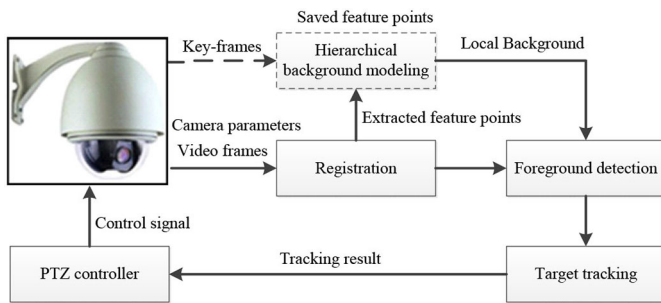 Saved feature points
Key-frames
Hierarchical
background modeling
Local Background
Camera parameters
Video frames
Extracted feature points
Registration
Foreground detection
Control signal
PTZ controller
Tracking result
Target tracking